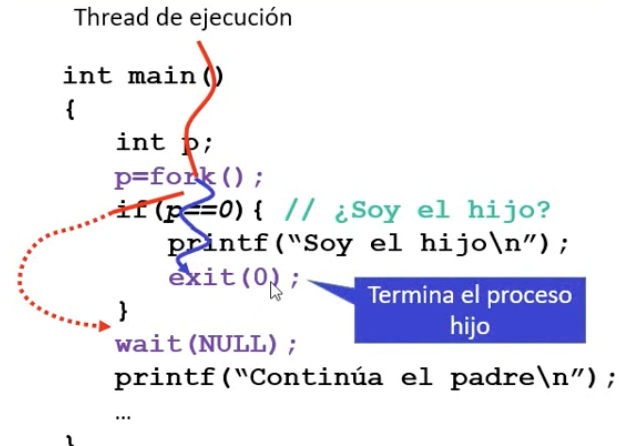 Thread de ejecución
int main()
{
int p;
p=fork();
if(p==0){ // ¿Soy el hijo?
printf(“Soy el hijo\n”);
exit(0);
Termina el proceso
hijo
}
wait(NULL);
printf(“Continúa el padre\n”);
…
}